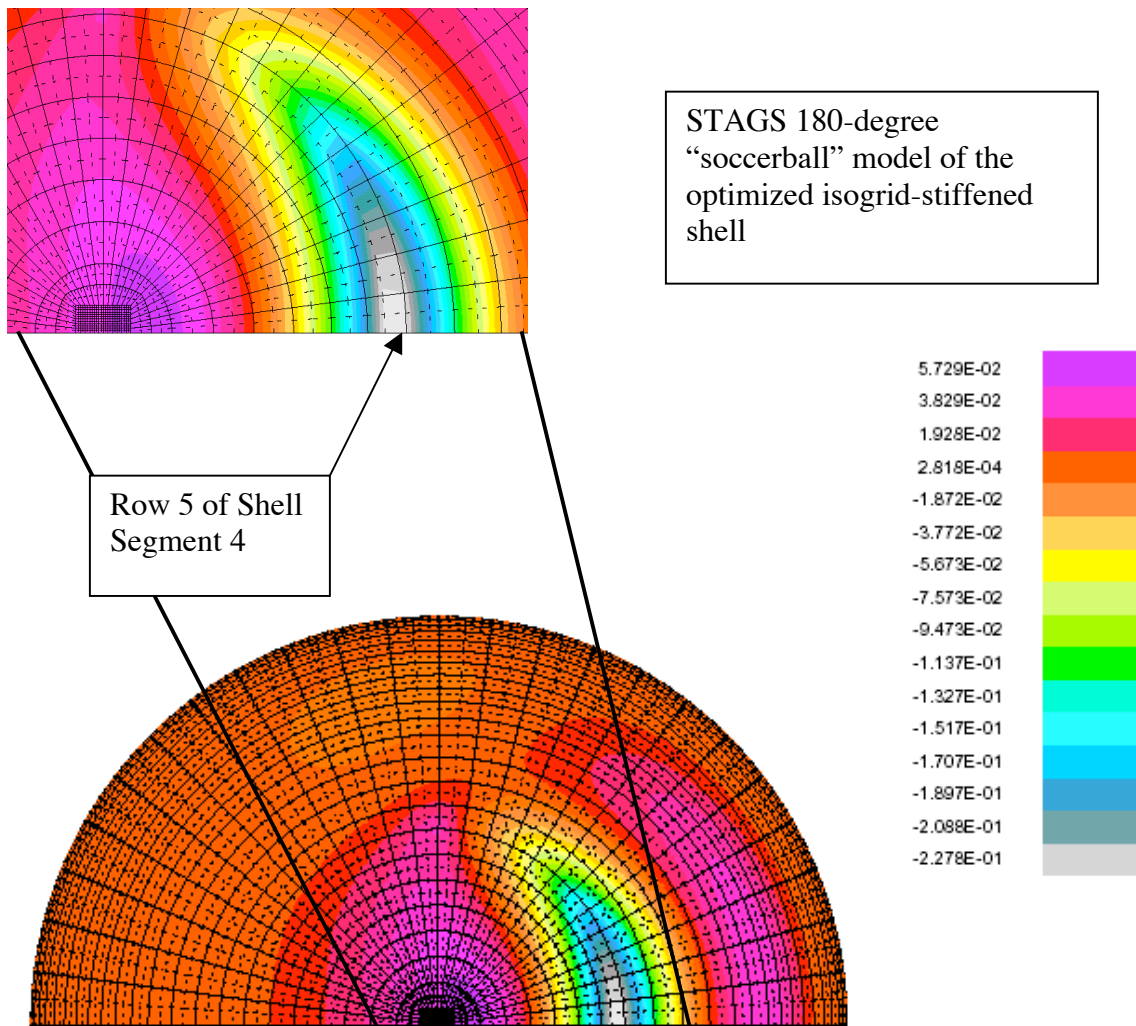 STAGS 180-degree
“soccerball” model of the
optimized isogrid-stiffened
shell
Row 5 of Shell
Segment 4
5.729E-02
3.829E-02
1.928E-02
2.818E-04
-1.872E-02
-3.772E-02
-5.673E-02
-7.573E-02
-9.473E-02
-1.137E-01
-1.327E-01
-1.517E-01
-1.707E-01
-1.897E-01
-2.088E-01
-2.278E-01